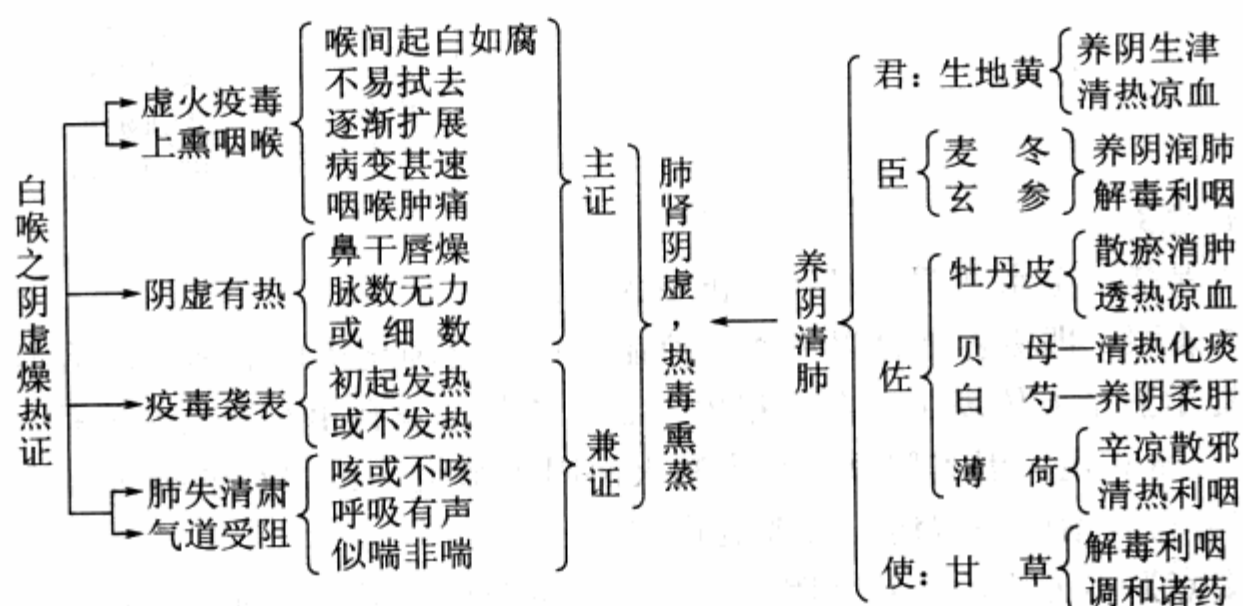 白喉之阴虚燥热证
虚火疫毒
上熏咽喉
喉间起白如腐
不易拭去
逐渐扩展
病变甚速
咽喉肿痛
阴虚有热
鼻干唇燥
脉数无力
或细数
主证
疫毒袭表
初起发热
或不发热
肺失清肃
气道受阻
咳或不咳
呼吸有声
似喘非喘
兼证
肺肾阴虚，热毒熏蒸
养阴清肺
君：生地黄
养阴生津
清热凉血
臣
麦冬
玄参
养阴润肺
解毒利咽
佐
牡丹皮
散瘀消肿
透热凉血
贝母—清热化痰
白芍—养阴柔肝
薄荷
辛凉散邪
清热利咽
使：甘草
解毒利咽
调和诸药